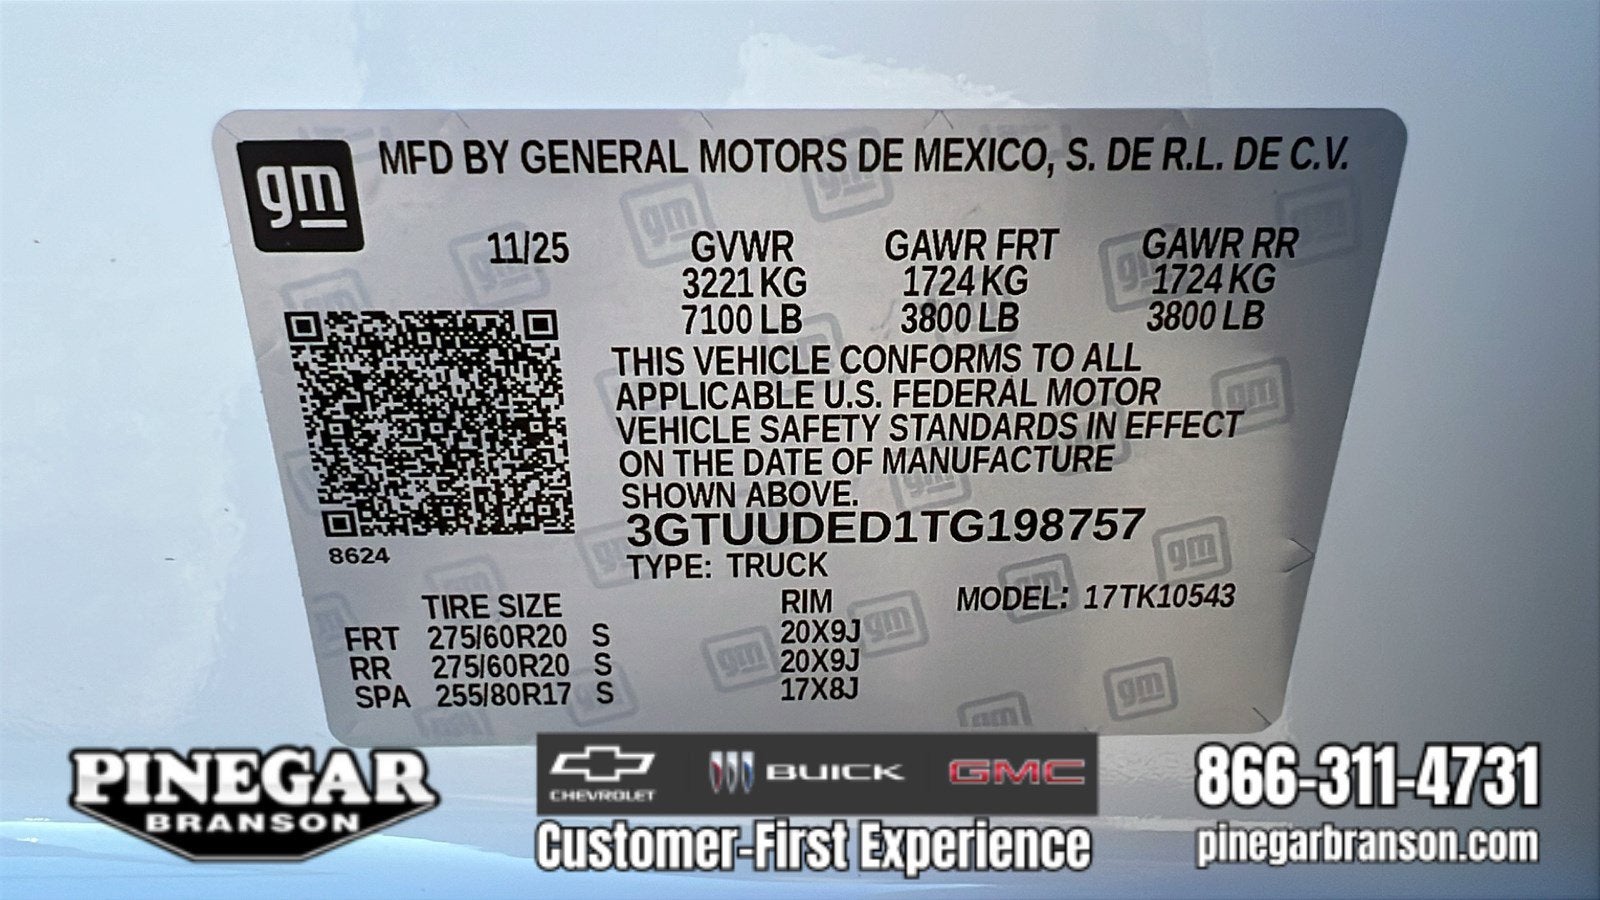 gm MFD BY GENERAL MOTORS DE MEXICO, S. DE R.L. DE C.V.
11/25 GVWR GAWR FRT GAWR RR
3221 KG 1724 KG 1724 KG
7100 LB 3800 LB 3800 LB
THIS VEHICLE CONFORMS TO ALL
APPLICABLE U.S. FEDERAL MOTOR
VEHICLE SAFETY STANDARDS IN EFFECT
ON THE DATE OF MANUFACTURE
SHOWN ABOVE.
3GTUUDED1TG198757
8624
TYPE: TRUCK
TIRE SIZE RIM MODEL: 17TK10543
FRT 275/60R20 S 20X9J
RR 275/60R20 S 20X9J
SPA 255/80R17 S 17X8J
PINEGAR
BRANSON
CHEVROLET BUICK GMC
Customer-First Experience
866-311-4731
pinegarbranson.com